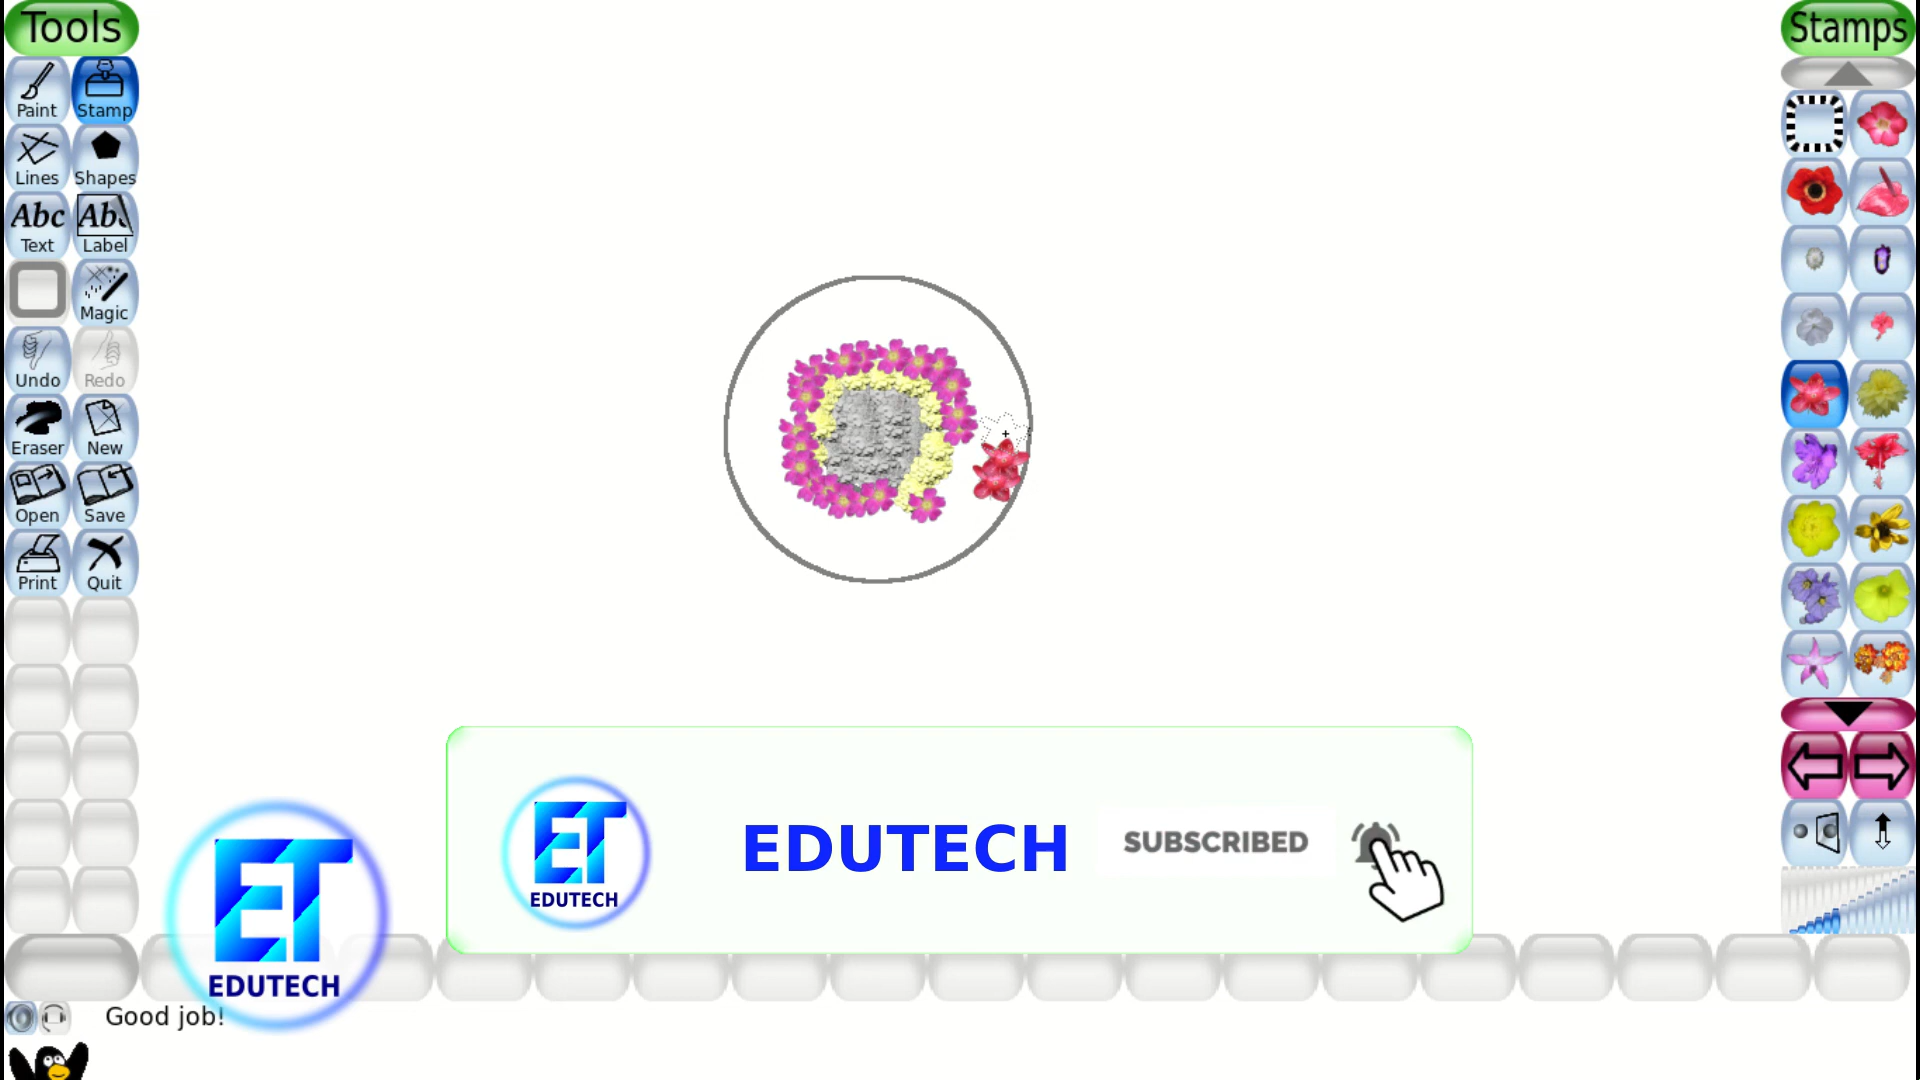 Tools
Stamps
Paint
Stamp
Lines
Shapes
Abc
Abc
Text
Label
Magic
Undo
Redo
Eraser
New
Open
Save
Print
Quit
ET
EDUTECH
EDUTECH
SUBSCRIBED
ET
EDUTECH
Good job!